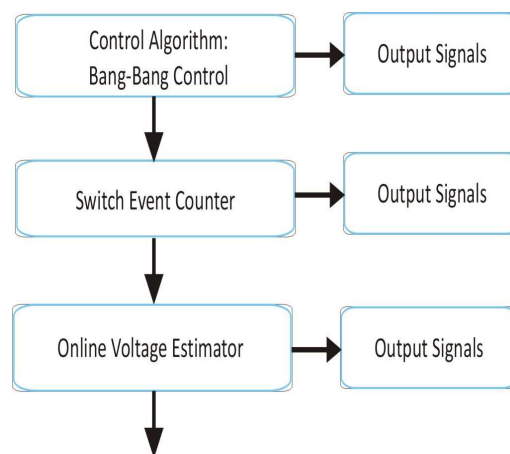 Control Algorithm:
Bang-Bang Control
Output Signals
Switch Event Counter
Output Signals
Online Voltage Estimator
Output Signals